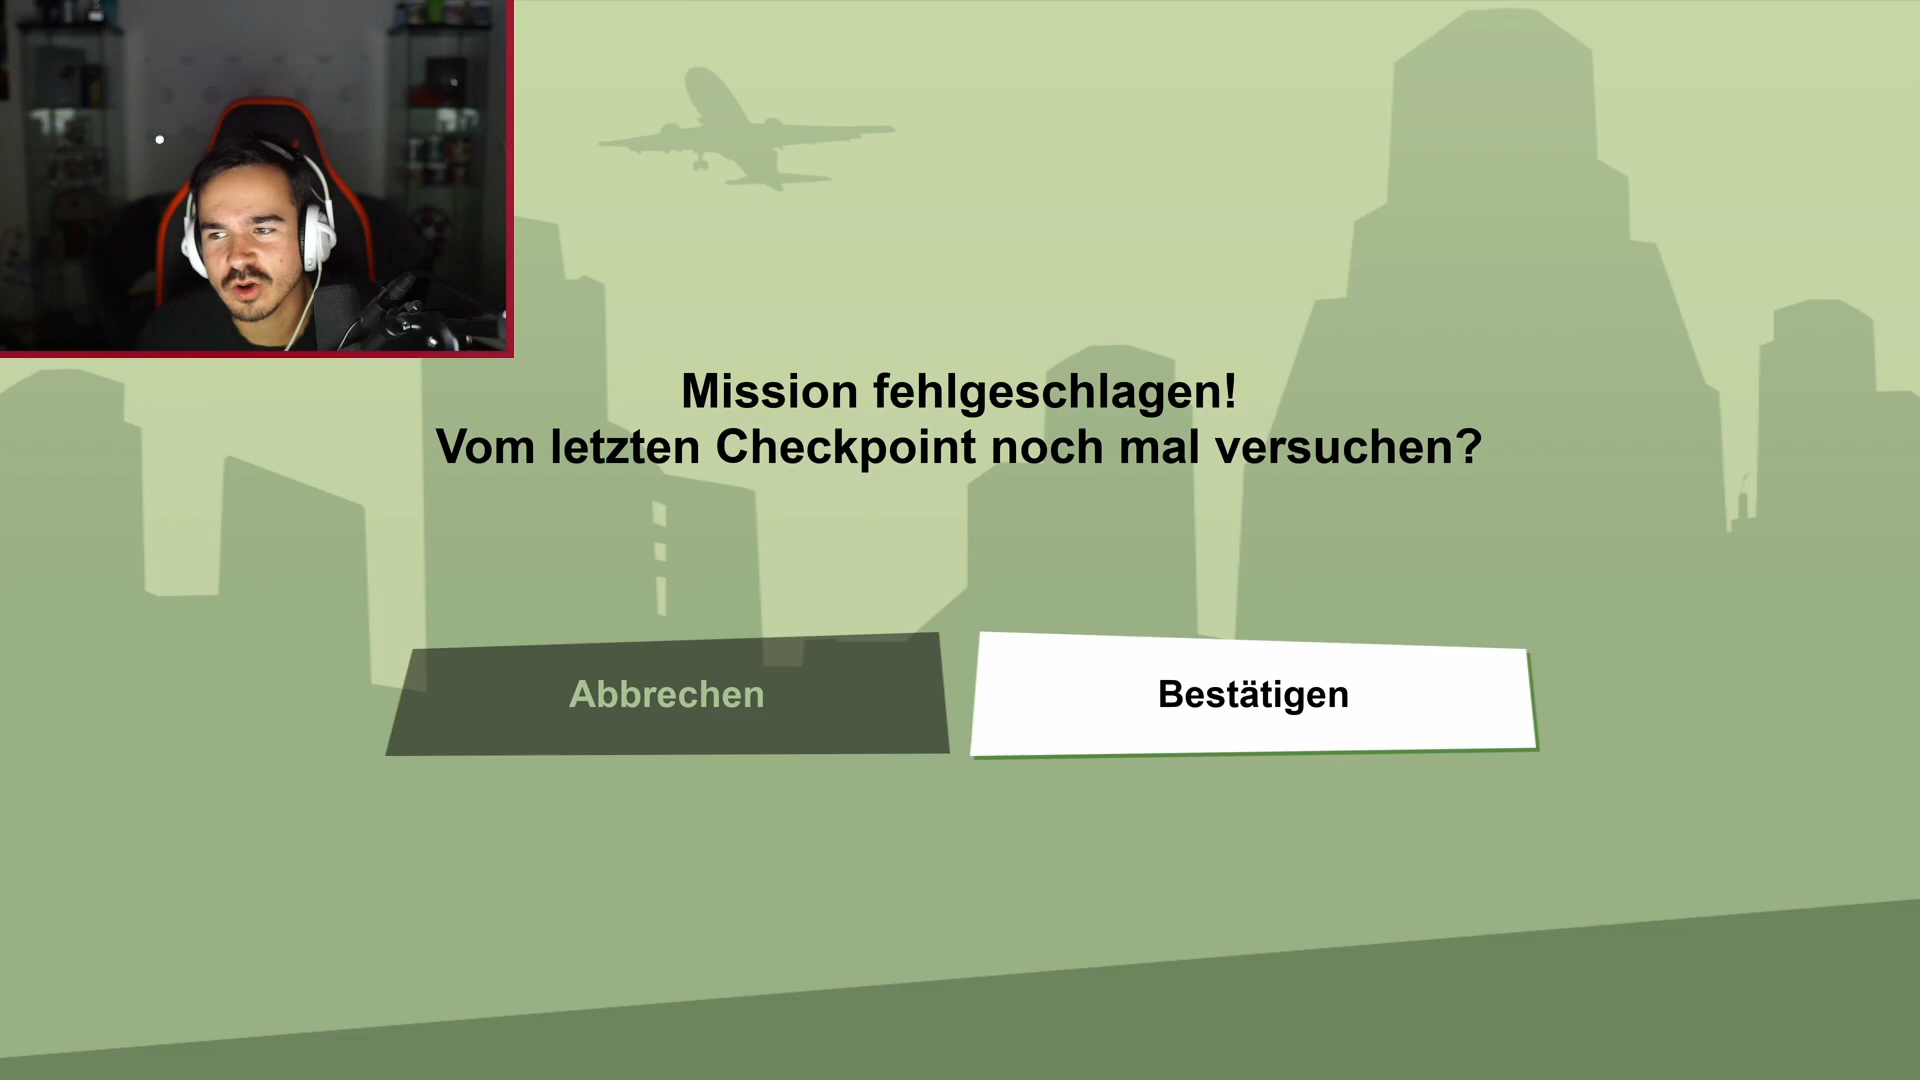 Mission fehlgeschlagen!
Vom letzten Checkpoint noch mal versuchen?
Abbrechen
Bestätigen